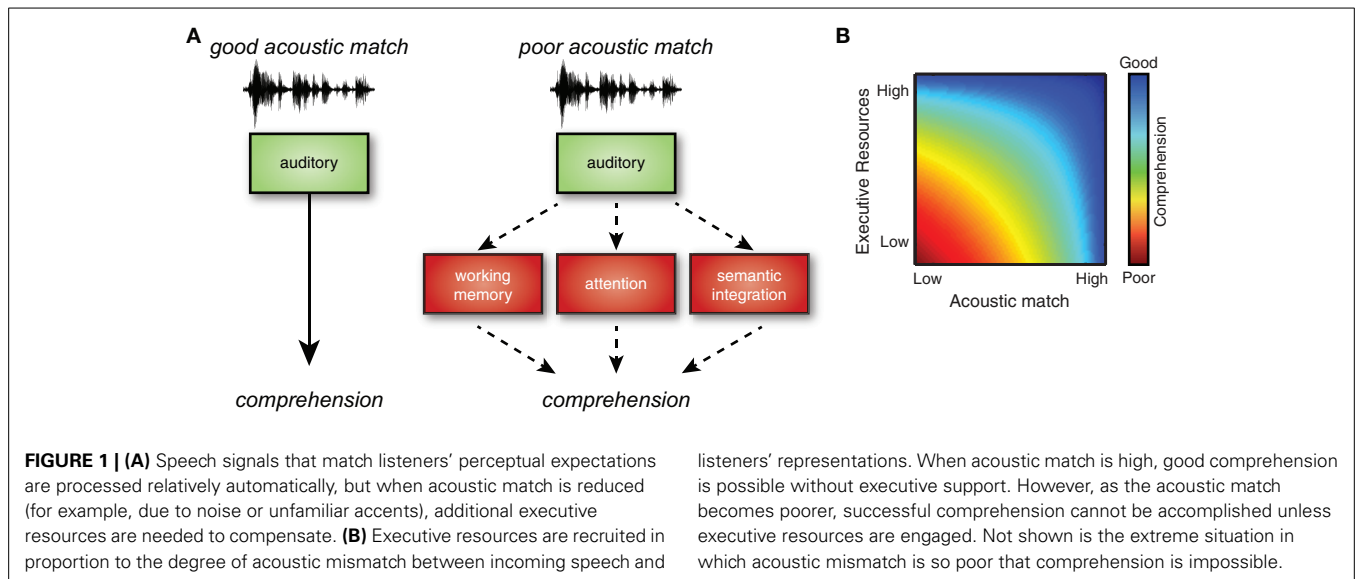 A
good acoustic match
poor acoustic match
auditory
auditory
working
memory
attention
semantic
integration
comprehension
comprehension
B
Executive Resources
High
Low
Low
High
Acoustic match
Good
Comprehension
Poor
FIGURE 1 | (A) Speech signals that match listeners’ perceptual expectations
are processed relatively automatically, but when acoustic match is reduced
(for example, due to noise or unfamiliar accents), additional executive
resources are needed to compensate. (B) Executive resources are recruited in
proportion to the degree of acoustic mismatch between incoming speech and
listeners’ representations. When acoustic match is high, good comprehension
is possible without executive support. However, as the acoustic match
becomes poorer, successful comprehension cannot be accomplished unless
executive resources are engaged. Not shown is the extreme situation in
which acoustic mismatch is so poor that comprehension is impossible.